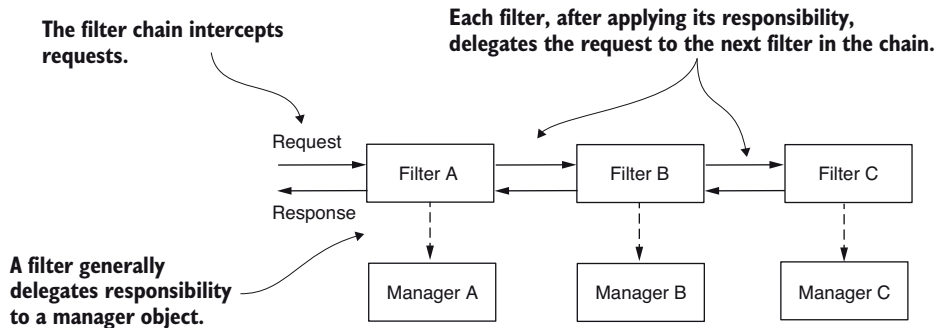 The filter chain intercepts
requests.
Each filter, after applying its responsibility,
delegates the request to the next filter in the chain.
Request
Filter A
Filter B
Filter C
Response
A filter generally
delegates responsibility
to a manager object.
Manager A
Manager B
Manager C